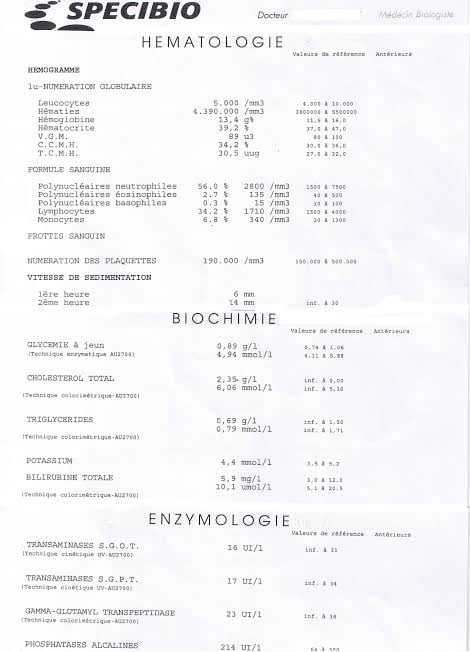 SPECIBIO
Docteur
Médecin Biologiste
HEMATOLOGIE
Valeurs de référence Antérieurs
HEMOGRAMME
1u-NUMERATION GLOBULAIRE
Leucocytes 5.000 /mm3 4.000 à 10.000
Hématies 4.390.000 /mm3 3800000 à 5500000
Hémoglobine 13,4 g% 11,5 à 16,0
Hématocrite 39,2 % 37,0 à 47,0
V.G.M. 89 u3 80 à 100
C.C.M.H. 34,2 % 30,0 à 36,0
T.C.M.H. 30,5 uug 27,0 à 32,0
FORMULE SANGUINE
Polynucléaires neutrophiles 56.0 % 2800 /mm3 1500 à 7500
Polynucléaires éosinophiles 2.7 % 135 /mm3 40 à 500
Polynucléaires basophiles 0.3 % 15 /mm3 10 à 100
Lymphocytes 34,2 % 1710 /mm3 1500 à 4000
Monocytes 6.8 % 340 /mm3 20 à 1300
FROTTIS SANGUIN
NUMERATION DES PLAQUETTES 190.000 /mm3 150.000 à 500.000
VITESSE DE SEDIMENTATION
1ère heure 6 mm
2ème heure 14 mm inf. à 20
BIOCHIMIE
Valeurs de référence Antérieurs
GLYCEMIE à jeun 0,89 g/l 0,74 à 1,06
(Technique enzymatique AU2700) 4,94 mmol/l 4,11 à 5,88
CHOLESTEROL TOTAL 2,35 g/l inf. à 2,00
(Technique colorimétrique-AU2700) 6,06 mmol/l inf. à 5,16
TRIGLYCERIDES 0,69 g/l inf. à 1,50
(Technique colorimétrique-AU2700) 0,79 mmol/l inf. à 1,71
POTASSIUM 4,4 mmol/l 3,5 à 5,2
BILIRUBINE TOTALE 5,9 mg/l 3,0 à 12,0
(Technique colorimétrique-AU2700) 10,1 umol/l 5,1 à 20,5
ENZYMOLOGIE
Valeurs de référence Antérieurs
TRANSAMINASES S.G.O.T. 16 UI/l inf. à 31
(Technique cinétique UV-AU2700)
TRANSAMINASES S.G.P.T. 17 UI/l inf. à 34
(Technique cinétique UV-AU2700)
GAMMA-GLUTAMYL TRANSPEPTIDASE 23 UI/l inf. à 38
(Technique colorimétrique-AU2700)
PHOSPHATASES ALCALINES 214 UI/l